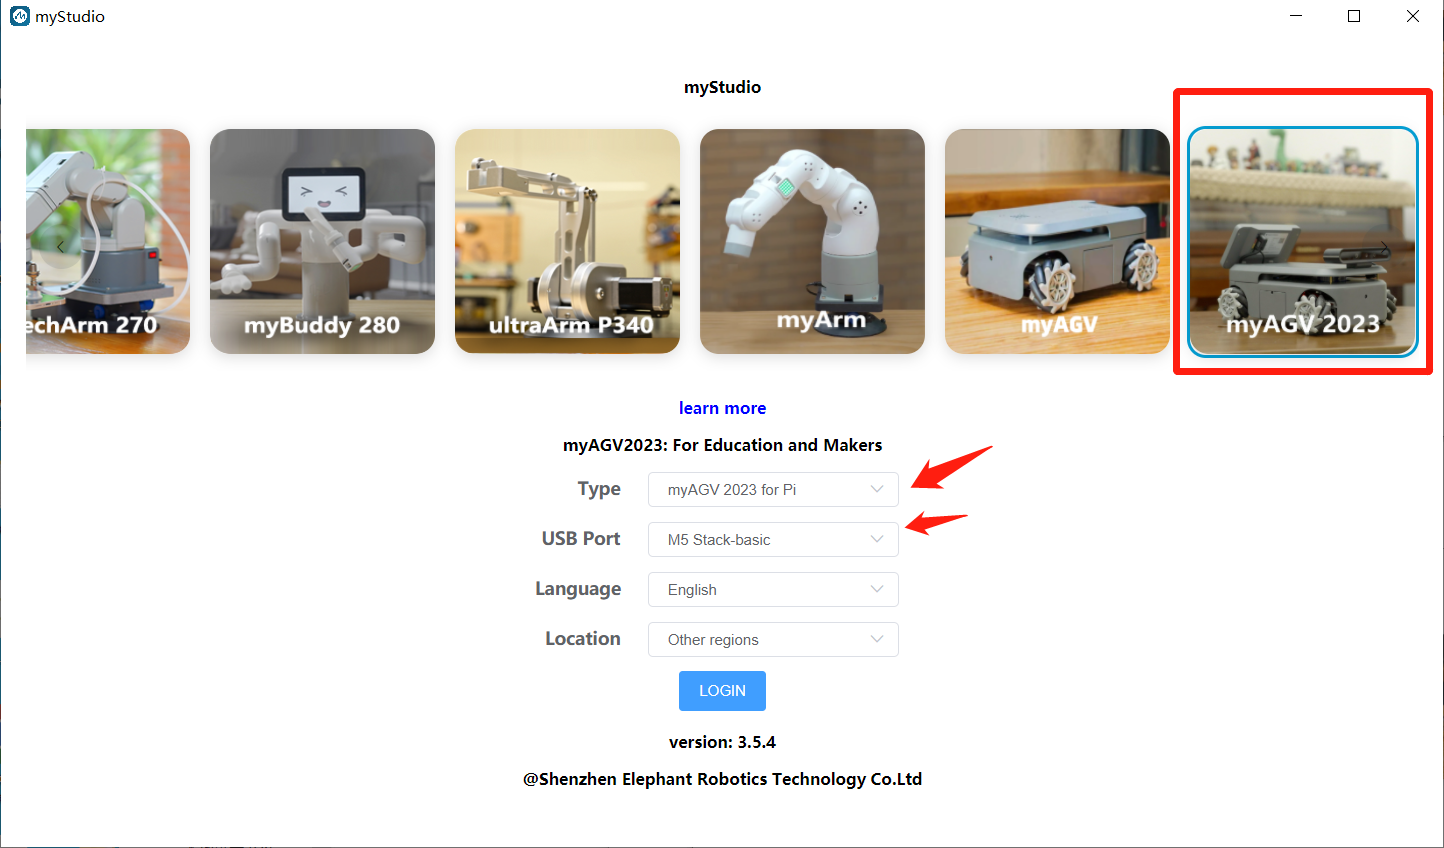 myStudio
myStudio
echArm 270
myBuddy 280
ultraArm P340
myArm
myAGV
myAGV 2023
learn more
myAGV2023: For Education and Makers
Type
myAGV 2023 for Pi
USB Port
M5 Stack-basic
Language
English
Location
Other regions
LOGIN
version: 3.5.4
@Shenzhen Elephant Robotics Technology Co.Ltd